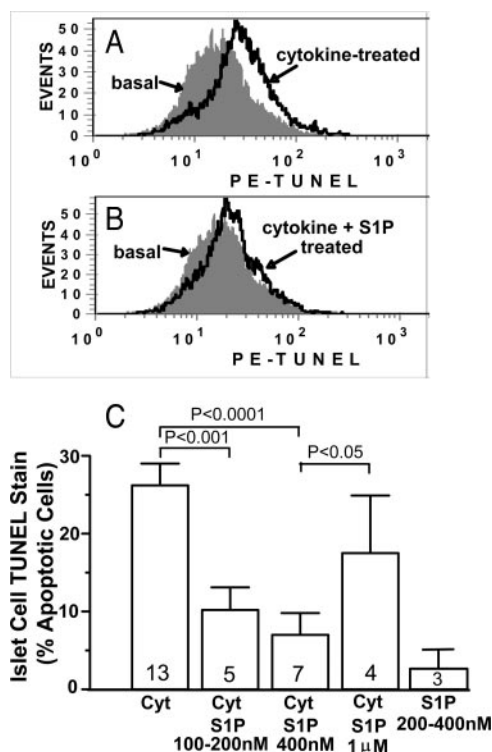 A
50
40
30
20
10
0
EVENTS
basal
cytokine-treated
10^0 10^1 10^2 10^3
PE-TUNEL
B
50
40
30
20
10
0
EVENTS
basal
cytokine + S1P
treated
10^0 10^1 10^2 10^3
PE-TUNEL
C
P<0.0001
P<0.001
P<0.05
Islet Cell TUNEL Stain
(% Apoptotic Cells)
30
20
10
0
13 5 7 4 3
Cyt
Cyt
S1P
100-200nM
Cyt
S1P
400nM
Cyt
S1P
1 µM
S1P
200-400nM